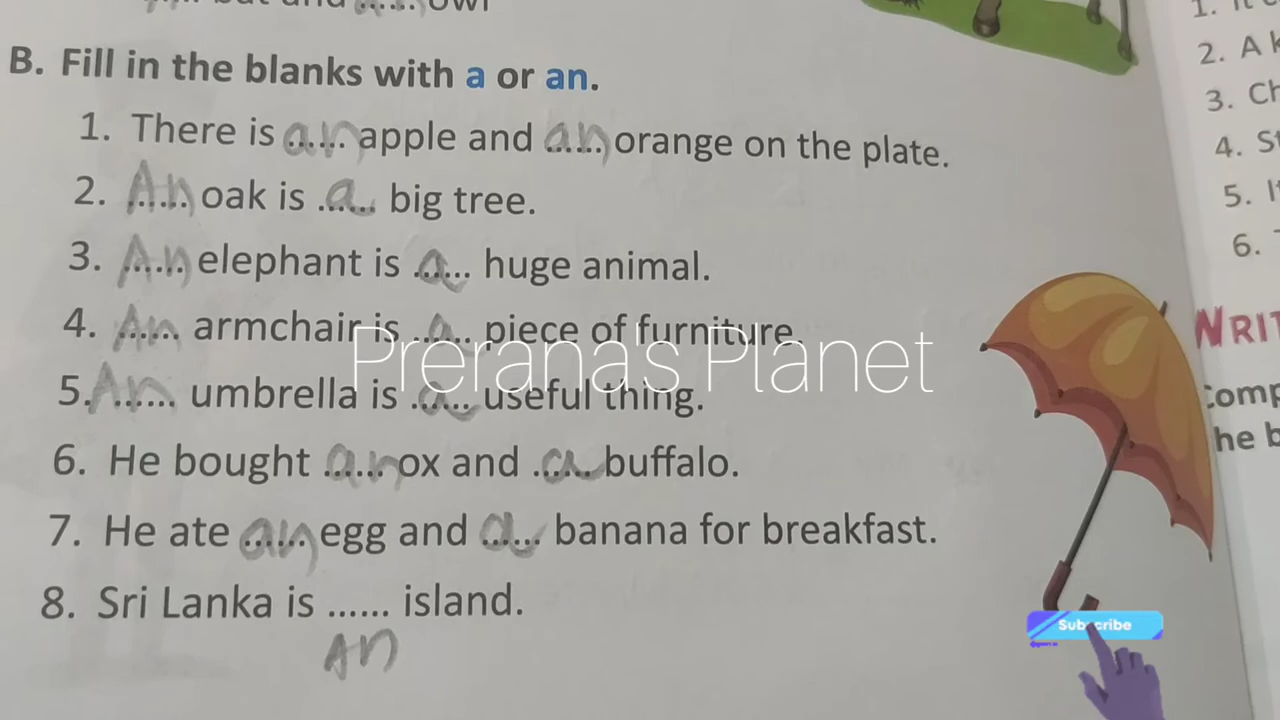 owl
B. Fill in the blanks with a or an.
1. There is an apple and an orange on the plate.
2. An oak is a big tree.
3. An elephant is a huge animal.
4. An armchair is a piece of furniture.
5. An umbrella is a useful thing.
6. He bought an ox and a buffalo.
7. He ate an egg and a banana for breakfast.
8. Sri Lanka is ...... island.
An
Prerana's Planet
Subscribe
2. A
3. Ch
4.
5.
6.
WRIT
Comp
he b